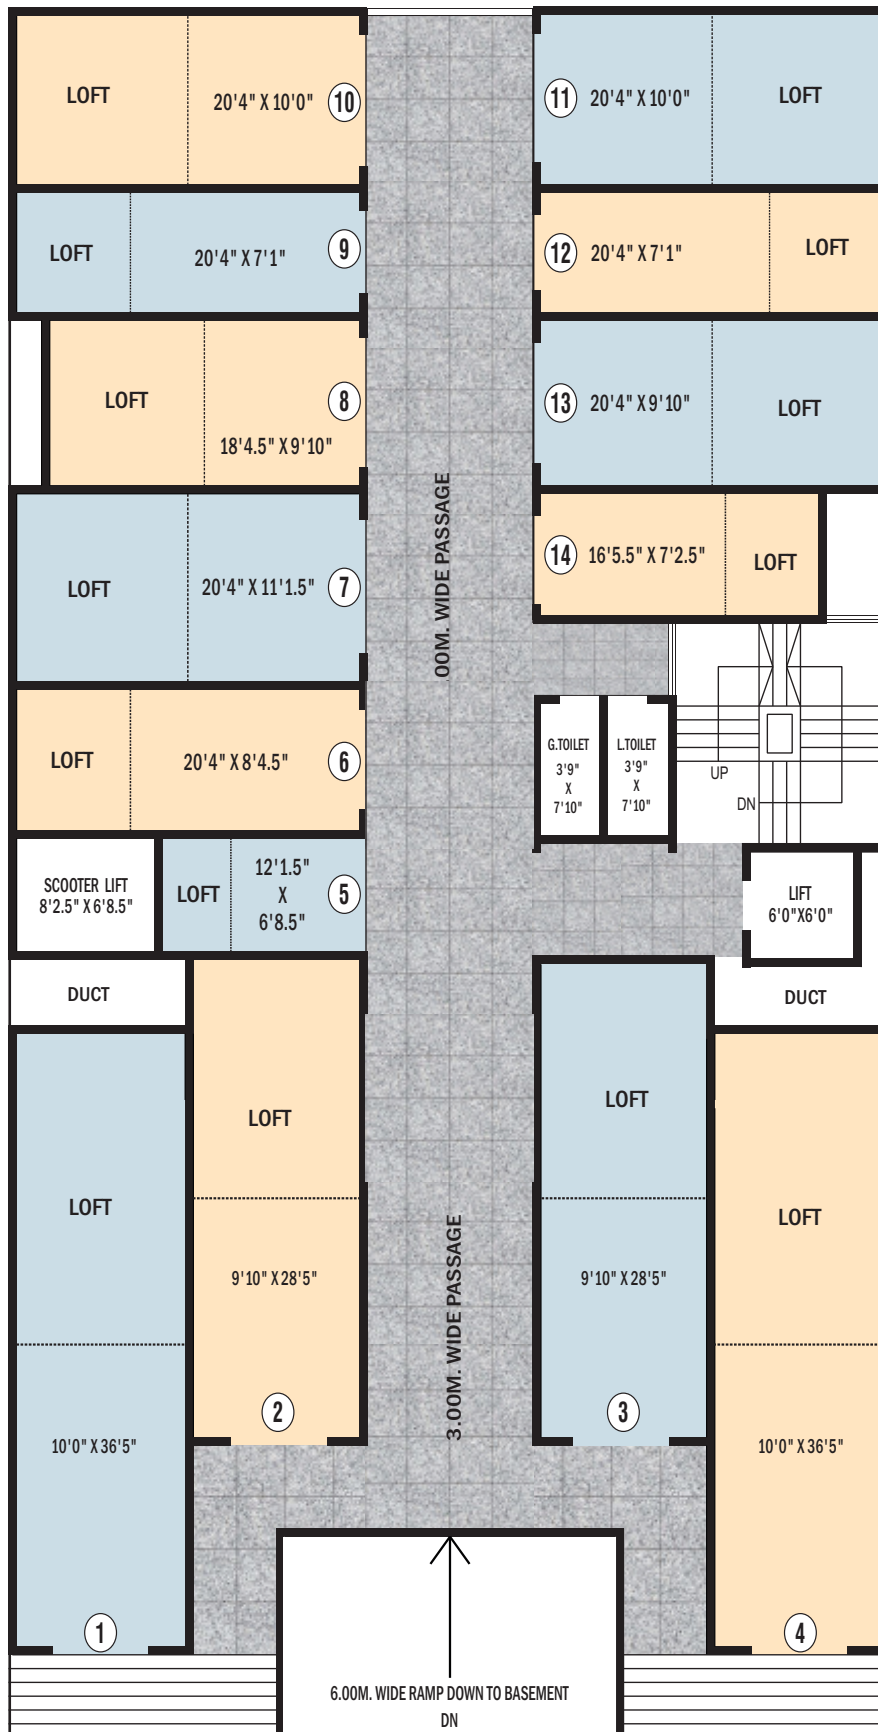 LOFT
20'4" X 10'0"
10
11
20'4" X 10'0"
LOFT
LOFT
20'4" X 7'1"
9
12
20'4" X 7'1"
LOFT
LOFT
18'4.5" X 9'10"
8
13
20'4" X 9'10"
LOFT
.00M. WIDE PASSAGE
LOFT
20'4" X 11'1.5"
7
14
16'5.5" X 7'2.5"
LOFT
LOFT
20'4" X 8'4.5"
6
G.TOILET
3'9"
X
7'10"
L.TOILET
3'9"
X
7'10"
UP
DN
SCOOTER LIFT
8'2.5" X 6'8.5"
LOFT
12'1.5"
X
6'8.5"
5
LIFT
6'0"X6'0"
DUCT
DUCT
LOFT
10'0" X 36'5"
1
LOFT
9'10" X 28'5"
2
3.00M. WIDE PASSAGE
LOFT
9'10" X 28'5"
3
LOFT
10'0" X 36'5"
4
6.00M. WIDE RAMP DOWN TO BASEMENT
DN